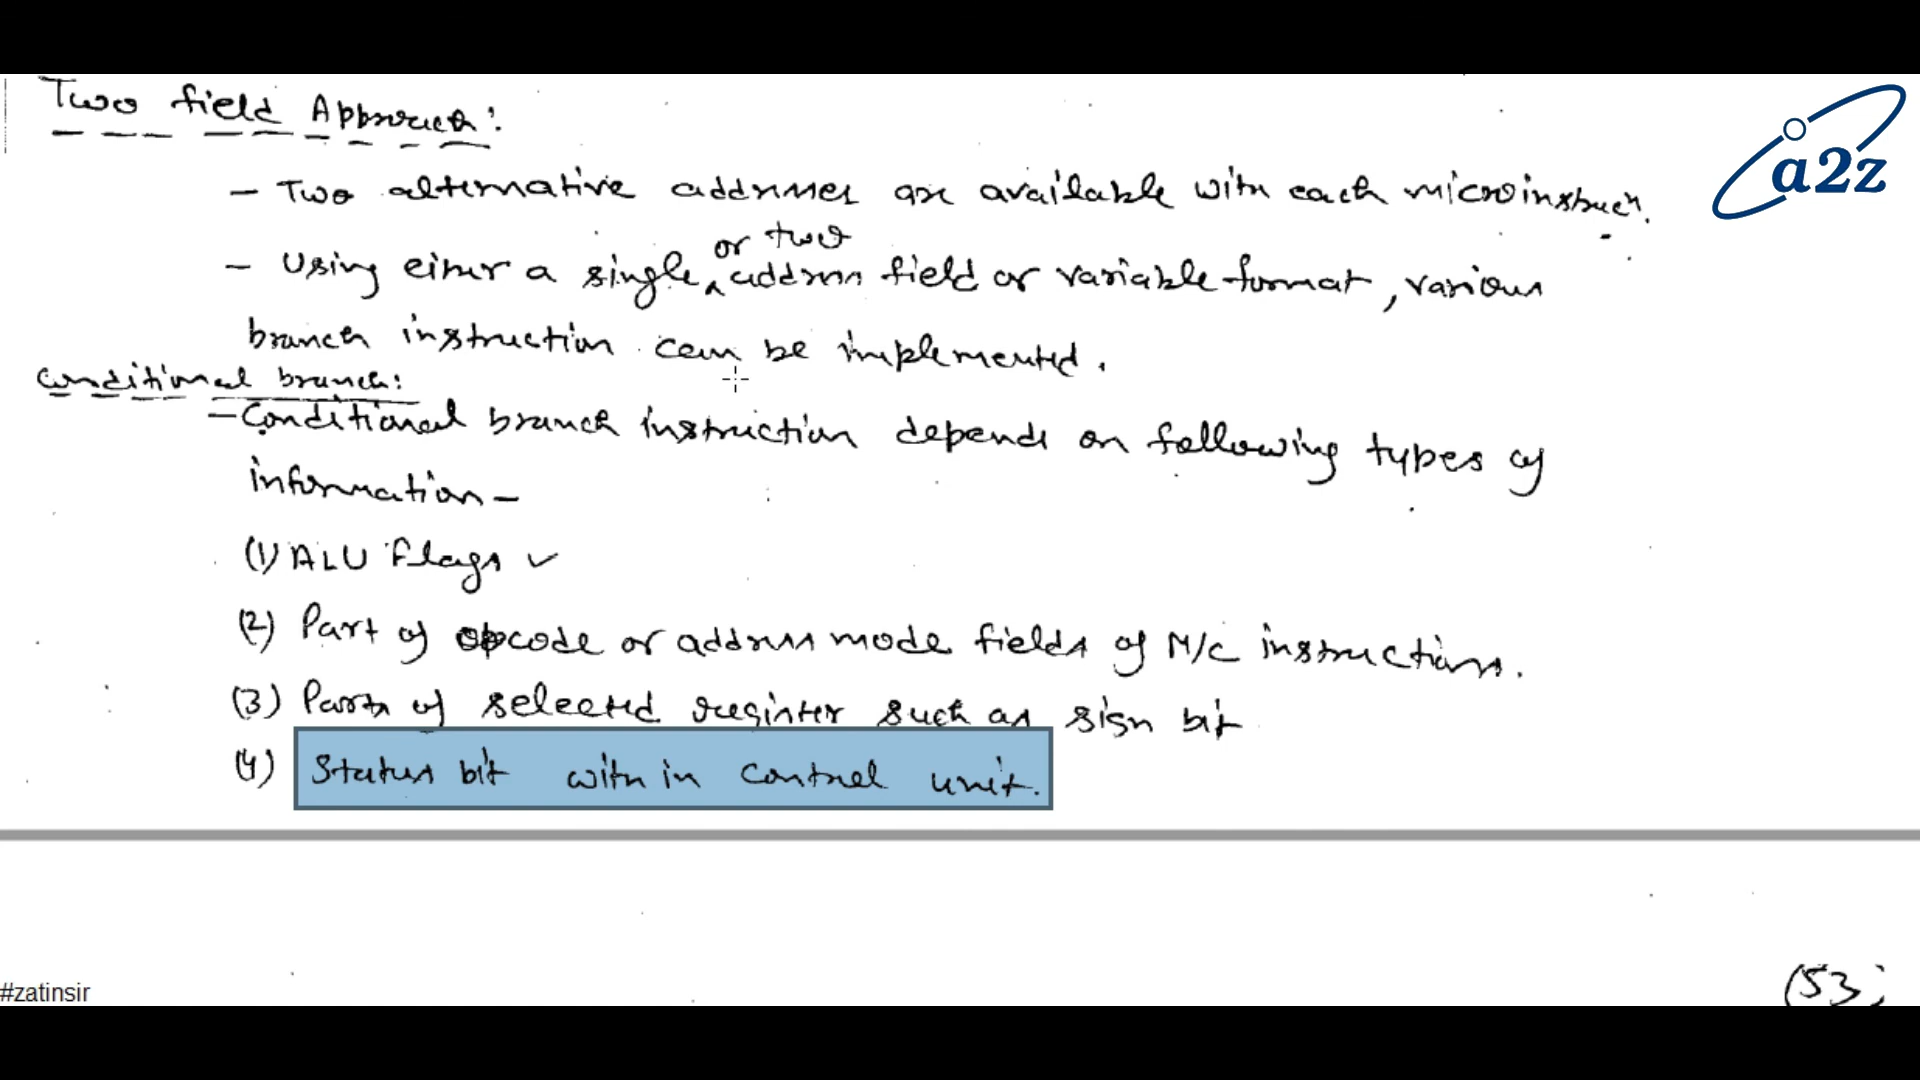 Two field Approach:
a2z
- Two alternative addresses are available with each microinstrucn.
or two
- Using either a single ^ address field or variable format, various
branch instruction can be implemented.
Conditional branch:
- Conditional branch instruction depends on following types of
information -
(1) ALU Flags ✓
(2) Part of opcode or address mode fields of M/C instructions.
(3) Parts of selected register such as sign bit
(4) Status bit with in control unit.
#zatinsir
(53)